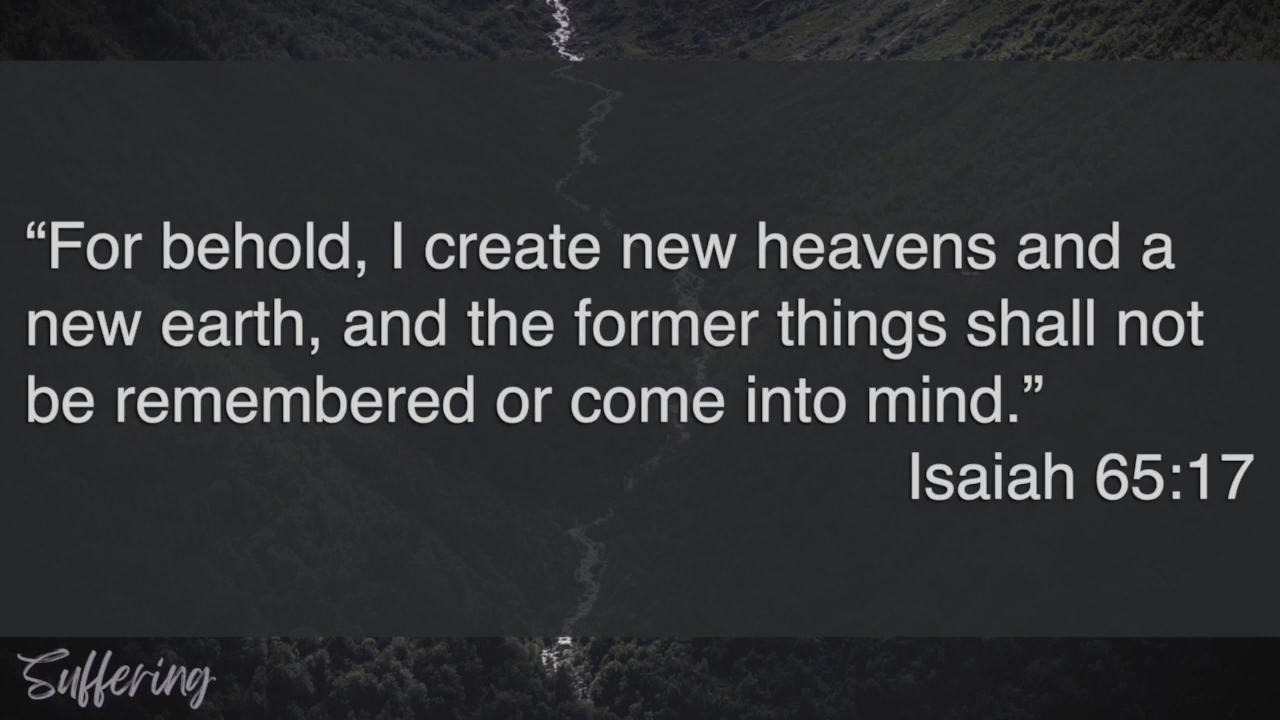 “For behold, I create new heavens and a
new earth, and the former things shall not
be remembered or come into mind.”
Isaiah 65:17
Suffering